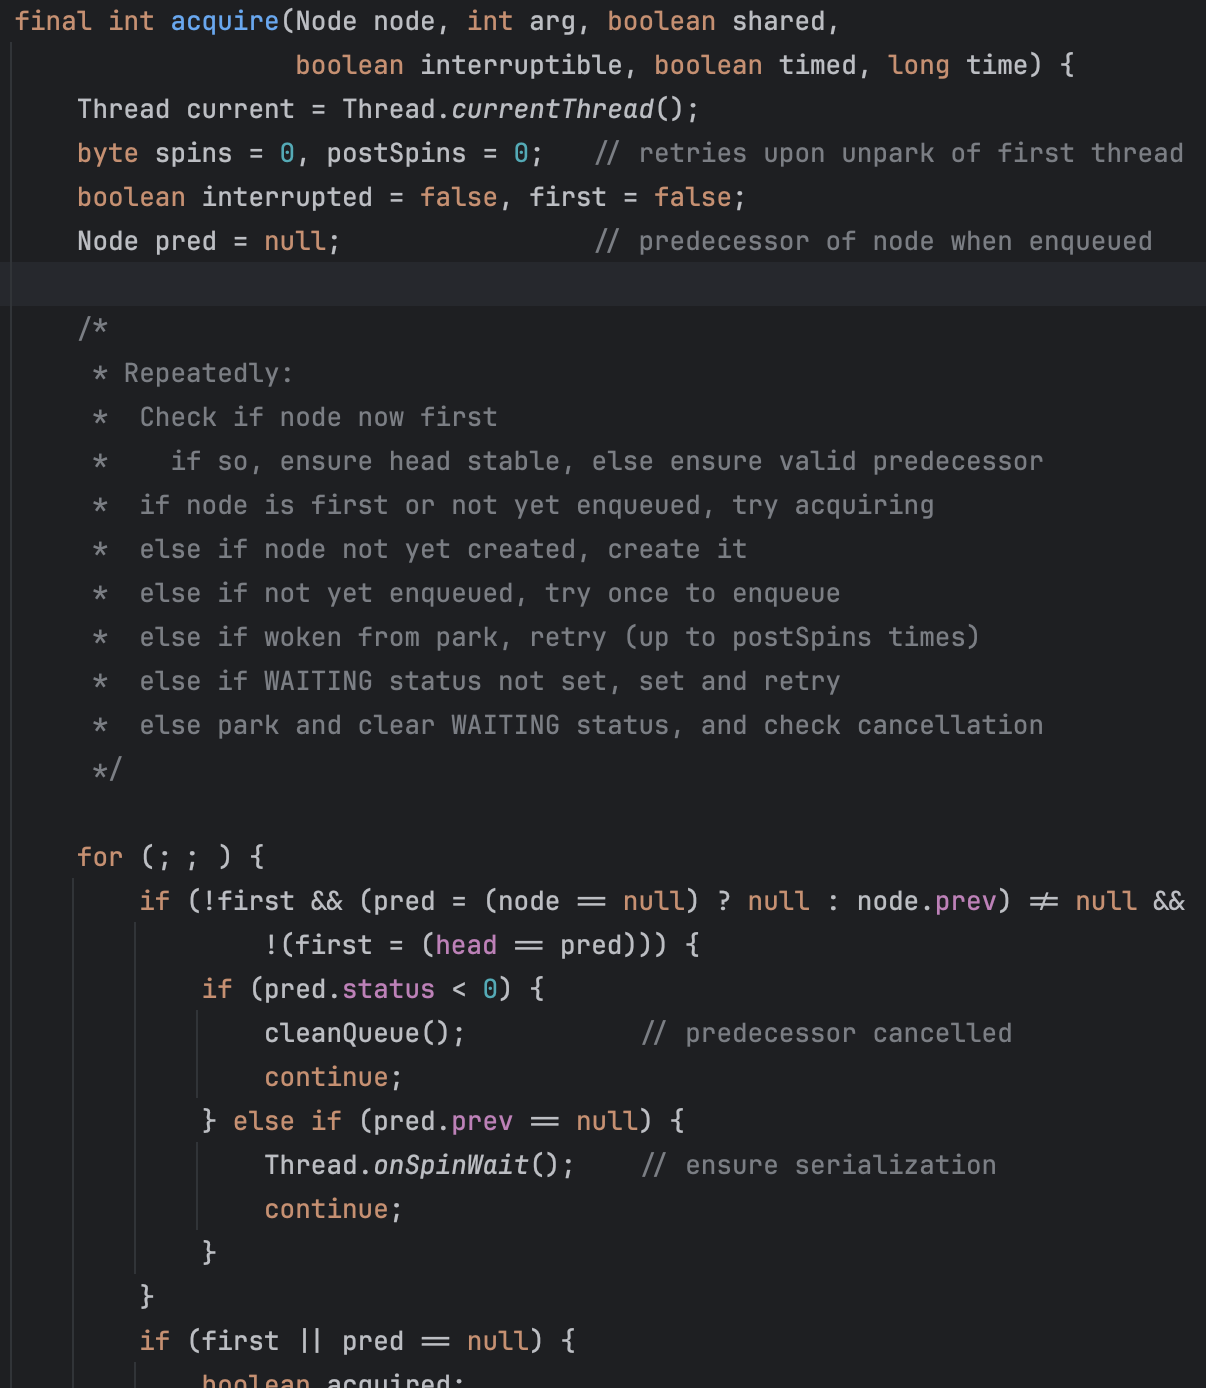 final int acquire(Node node, int arg, boolean shared,
boolean interruptible, boolean timed, long time) {
Thread current = Thread.currentThread();
byte spins = 0, postSpins = 0;   // retries upon unpark of first thread
boolean interrupted = false, first = false;
Node pred = null;                // predecessor of node when enqueued
/*
* Repeatedly:
*  Check if node now first
*    if so, ensure head stable, else ensure valid predecessor
*  if node is first or not yet enqueued, try acquiring
*  else if node not yet created, create it
*  else if not yet enqueued, try once to enqueue
*  else if woken from park, retry (up to postSpins times)
*  else if WAITING status not set, set and retry
*  else park and clear WAITING status, and check cancellation
*/
for (; ; ) {
if (!first && (pred = (node == null) ? null : node.prev) != null &&
!(first = (head == pred))) {
if (pred.status < 0) {
cleanQueue();           // predecessor cancelled
continue;
} else if (pred.prev == null) {
Thread.onSpinWait();    // ensure serialization
continue;
}
}
if (first || pred == null) {
boolean acquired;